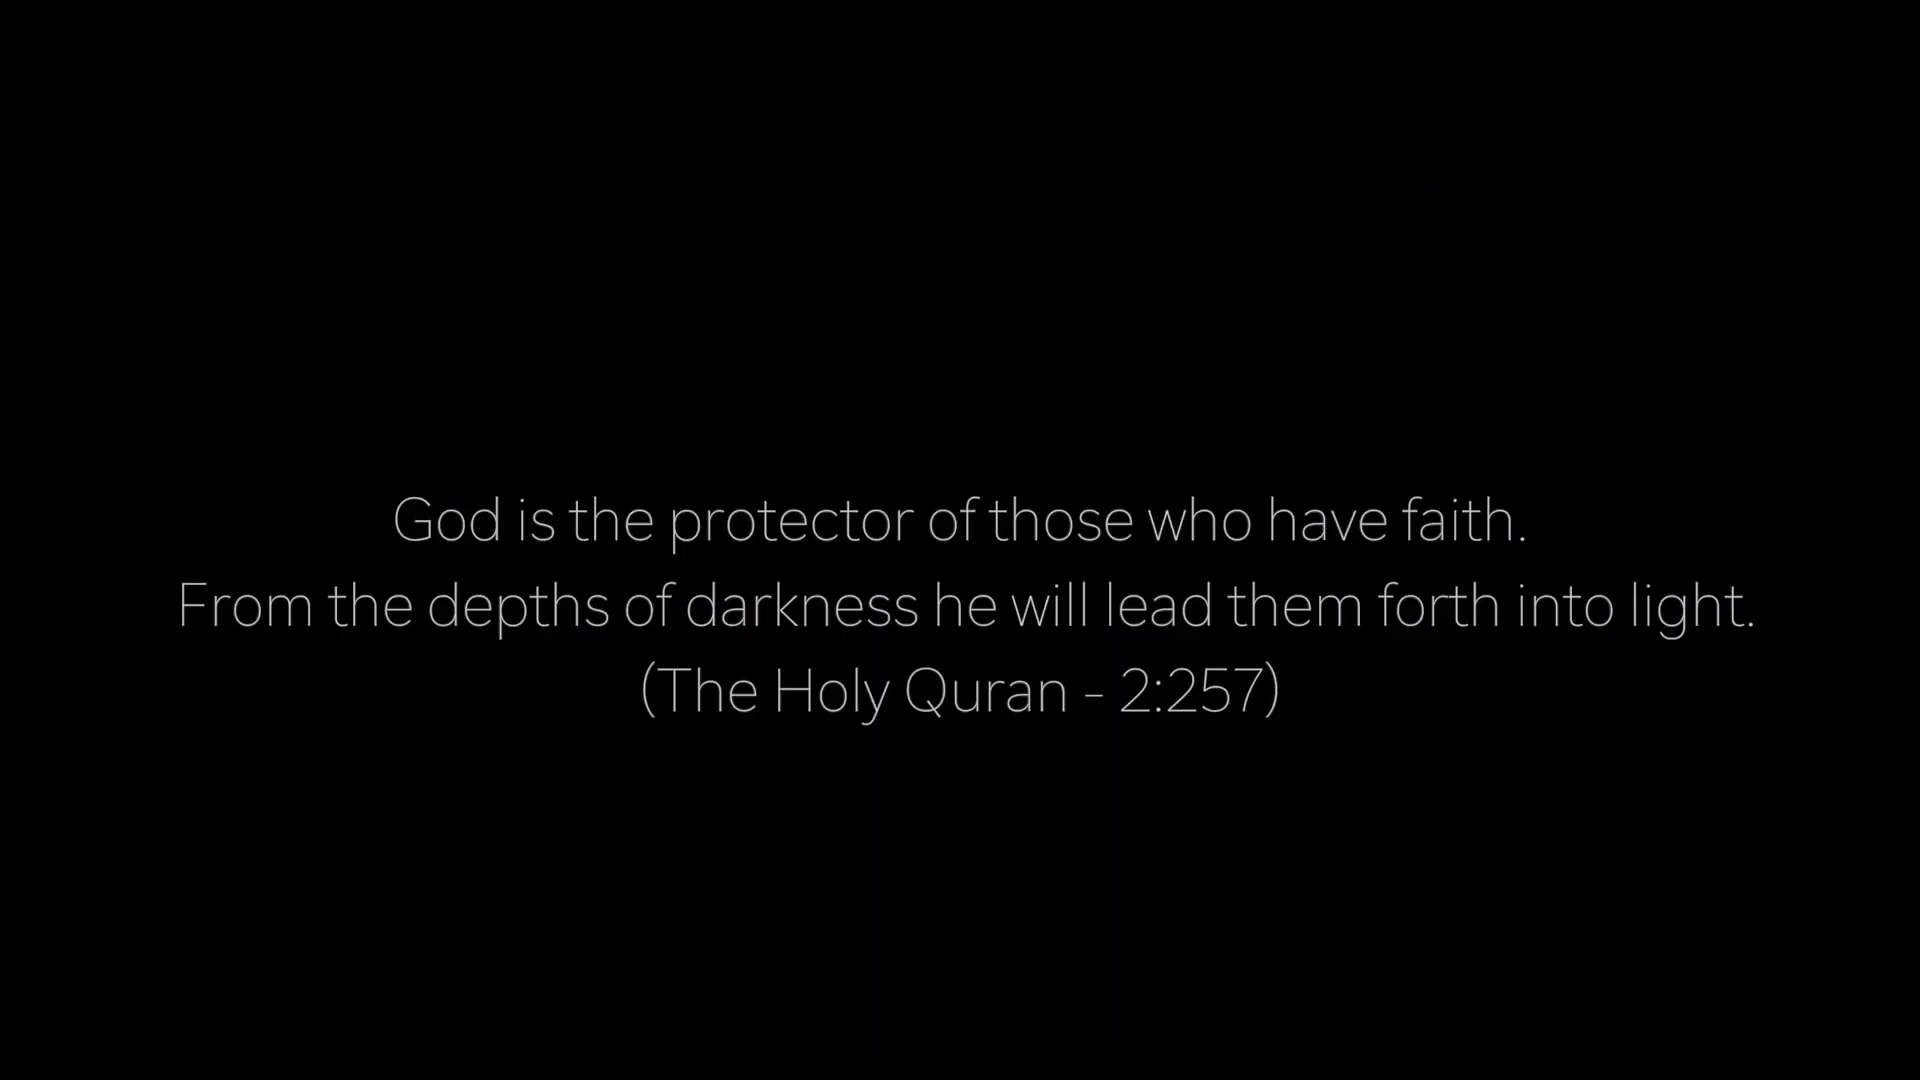 God is the protector of those who have faith.
From the depths of darkness he will lead them forth into light.
(The Holy Quran - 2:257)